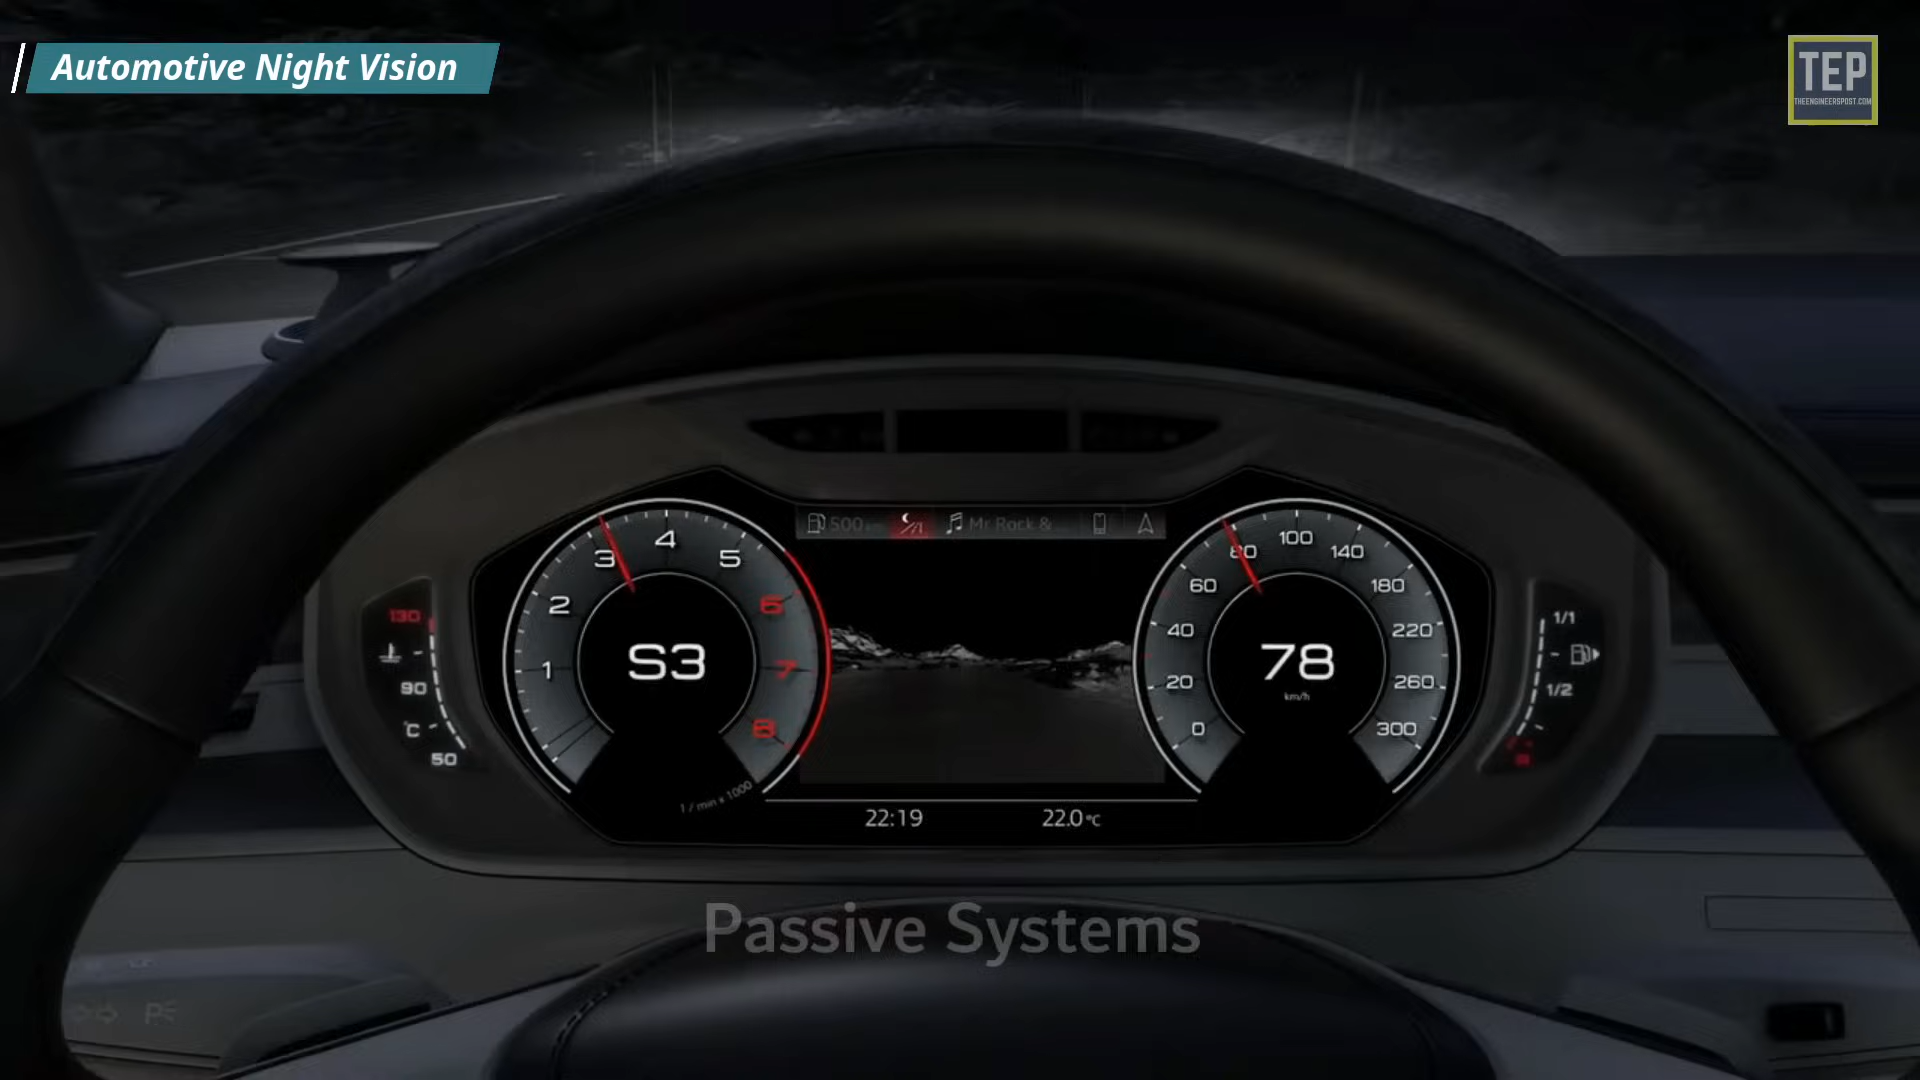 Automotive Night Vision
TEP
THEENGINEERSPOST.COM
500
Mr Rock &
1
2
3
4
5
6
7
8
S3
1 / min x 1000
0
20
40
60
80
100
140
180
220
260
300
78
km/h
130
90
°C
50
1/1
1/2
22:19
22.0°C
Passive Systems
P